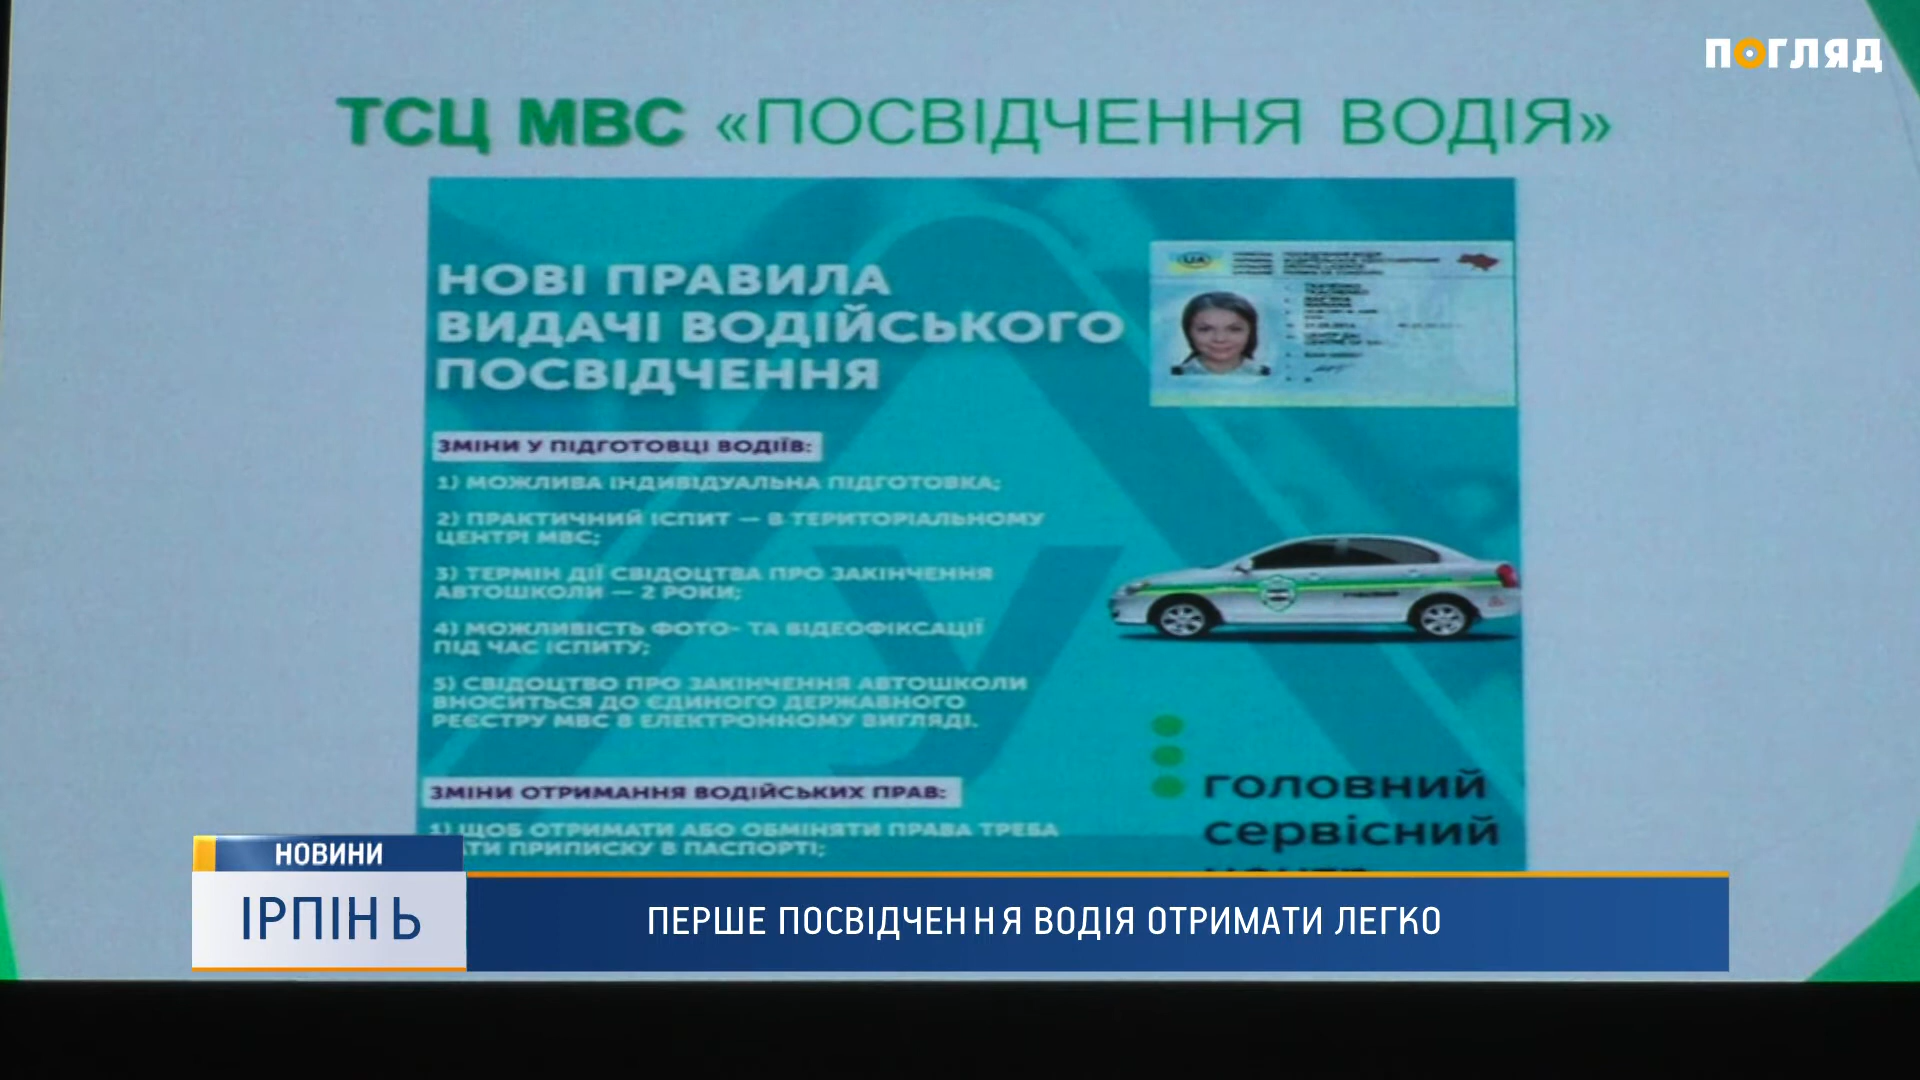 ПОГЛЯД
ТСЦ МВС «ПОСВІДЧЕННЯ ВОДІЯ»
НОВІ ПРАВИЛА
ВИДАЧІ ВОДІЙСЬКОГО
ПОСВІДЧЕННЯ
UA
ЗМІНИ У ПІДГОТОВЦІ ВОДІЇВ:
1) МОЖЛИВА ІНДИВІДУАЛЬНА ПІДГОТОВКА;
2) ПРАКТИЧНИЙ ІСПИТ — В ТЕРИТОРІАЛЬНОМУ
ЦЕНТРІ МВС;
3) ТЕРМІН ДІЇ СВІДОЦТВА ПРО ЗАКІНЧЕННЯ
АВТОШКОЛИ — 2 РОКИ;
4) МОЖЛИВІСТЬ ФОТО- ТА ВІДЕОФІКСАЦІЇ
ПІД ЧАС ІСПИТУ;
5) СВІДОЦТВО ПРО ЗАКІНЧЕННЯ АВТОШКОЛИ
ВНОСИТЬСЯ ДО ЄДИНОГО ДЕРЖАВНОГО
РЕЄСТРУ МВС В ЕЛЕКТРОННОМУ ВИГЛЯДІ.
ЗМІНИ ОТРИМАННЯ ВОДІЙСЬКИХ ПРАВ:
1) ЩОБ ОТРИМАТИ АБО ОБМІНЯТИ ПРАВА ТРЕБА
АТИ ПРИПИСКУ В ПАСПОРТІ;
ГОЛОВНИЙ
сервісний
НОВИНИ
ІРПІНЬ
ПЕРШЕ ПОСВІДЧЕННЯ ВОДІЯ ОТРИМАТИ ЛЕГКО